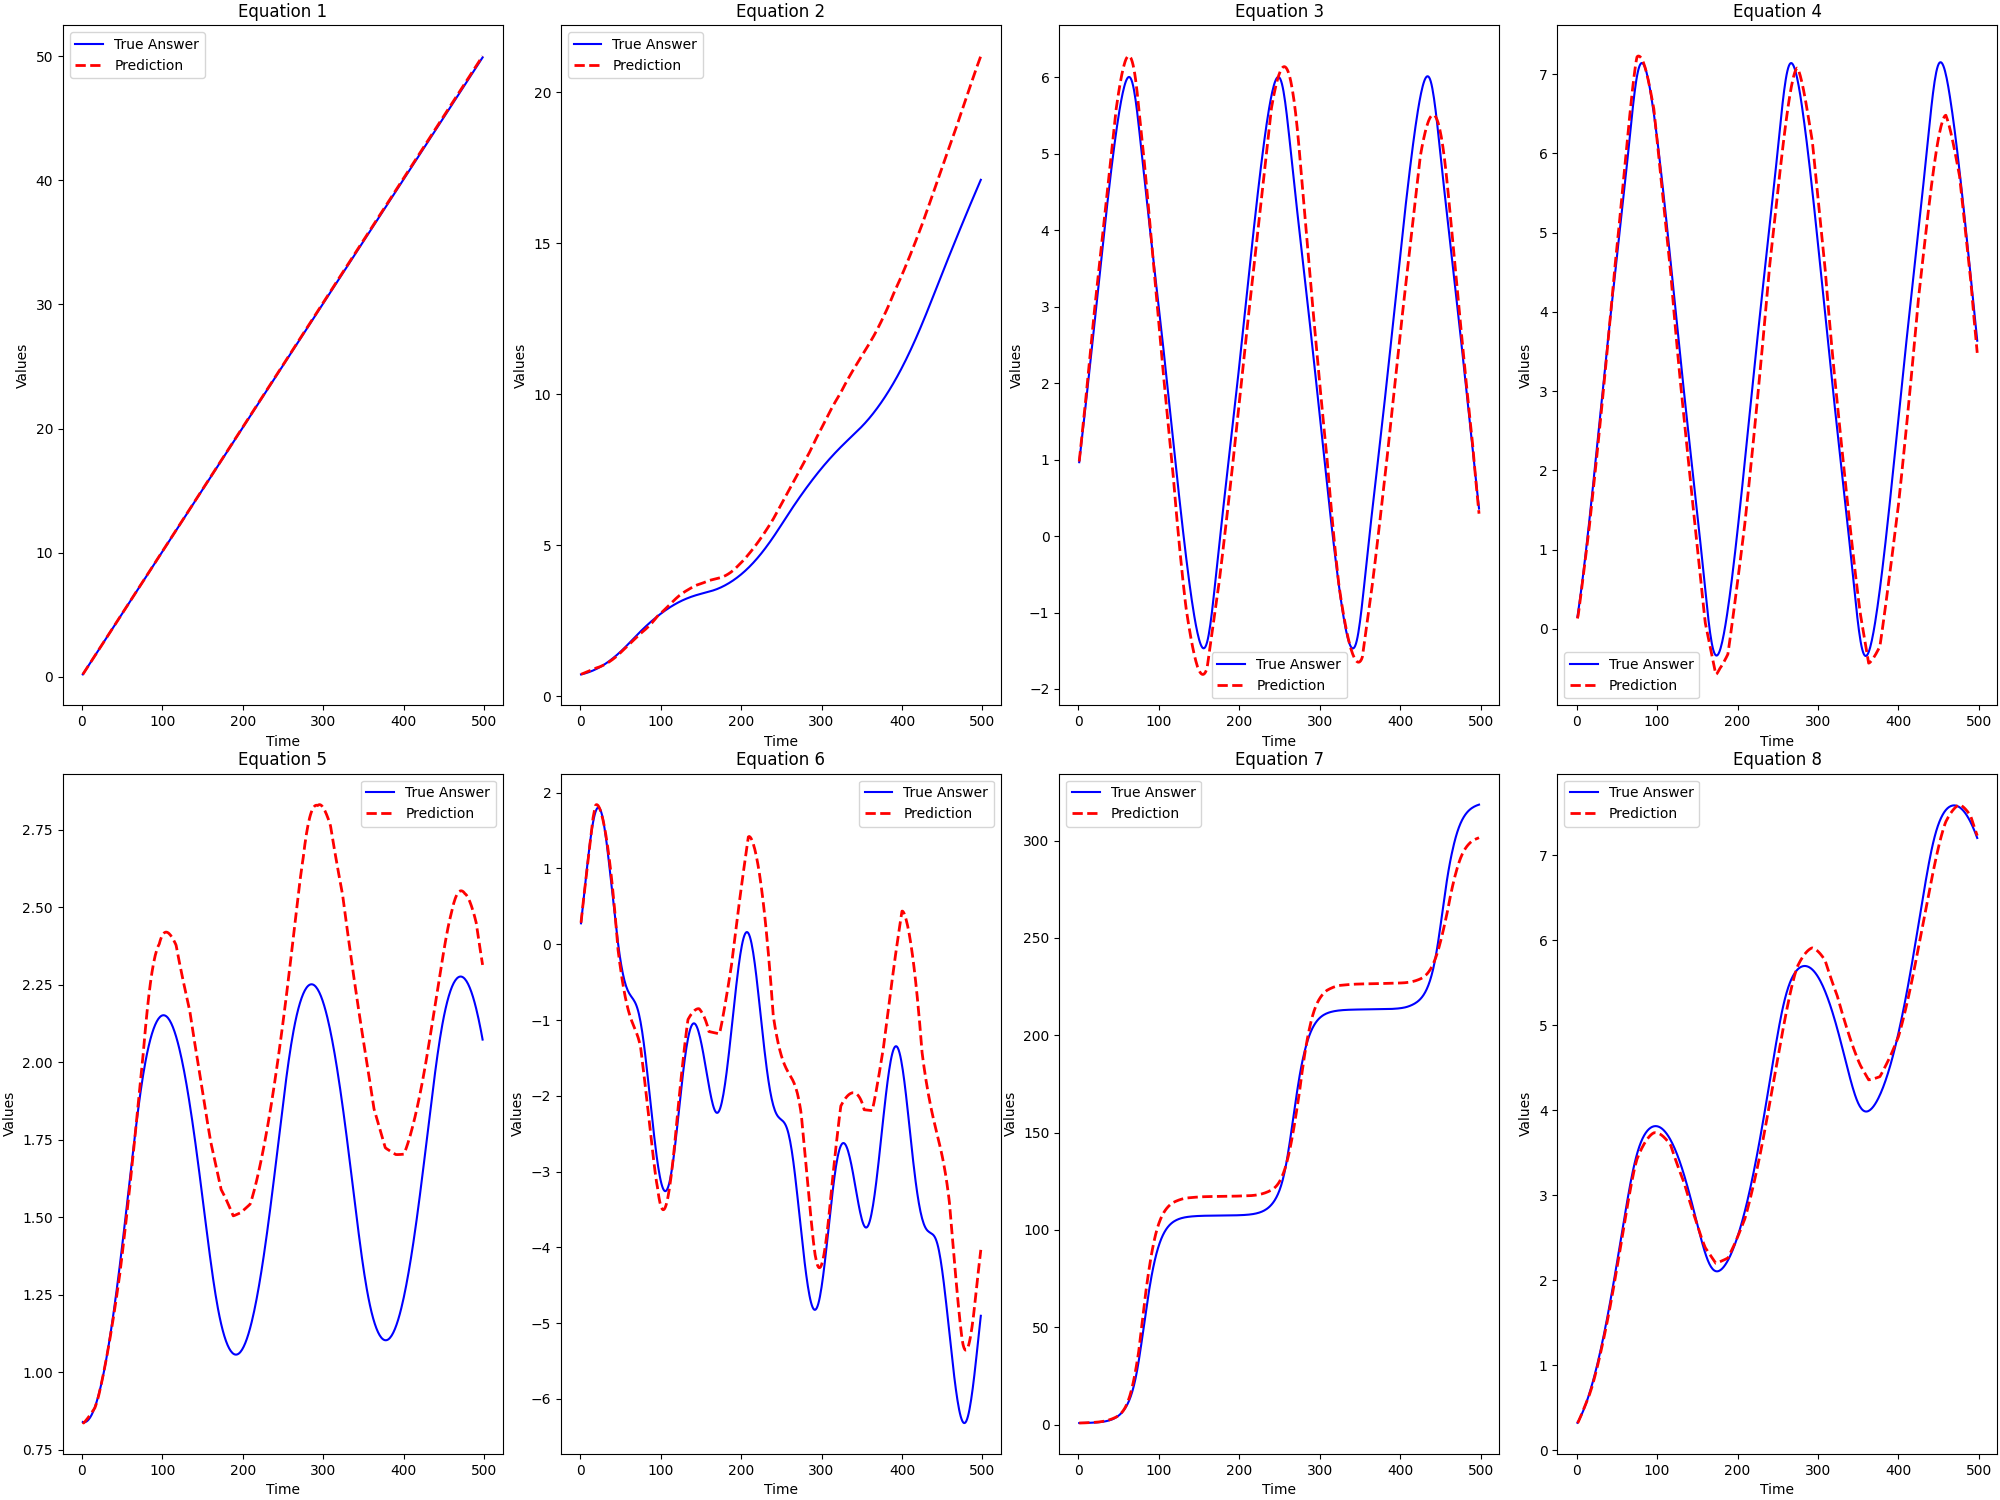 Equation 1
True Answer
Prediction
50
40
30
20
10
0
Values
0 100 200 300 400 500
Time
Equation 2
True Answer
Prediction
20
15
10
5
0
Values
0 100 200 300 400 500
Time
Equation 3
6
5
4
3
2
1
0
−1
−2
Values
True Answer
Prediction
0 100 200 300 400 500
Time
Equation 4
7
6
5
4
3
2
1
0
Values
True Answer
Prediction
0 100 200 300 400 500
Time
Equation 5
True Answer
Prediction
2.75
2.50
2.25
2.00
1.75
1.50
1.25
1.00
0.75
Values
0 100 200 300 400 500
Time
Equation 6
True Answer
Prediction
2
1
0
−1
−2
−3
−4
−5
−6
Values
0 100 200 300 400 500
Time
Equation 7
True Answer
Prediction
300
250
200
150
100
50
0
Values
0 100 200 300 400 500
Time
Equation 8
True Answer
Prediction
7
6
5
4
3
2
1
0
Values
0 100 200 300 400 500
Time